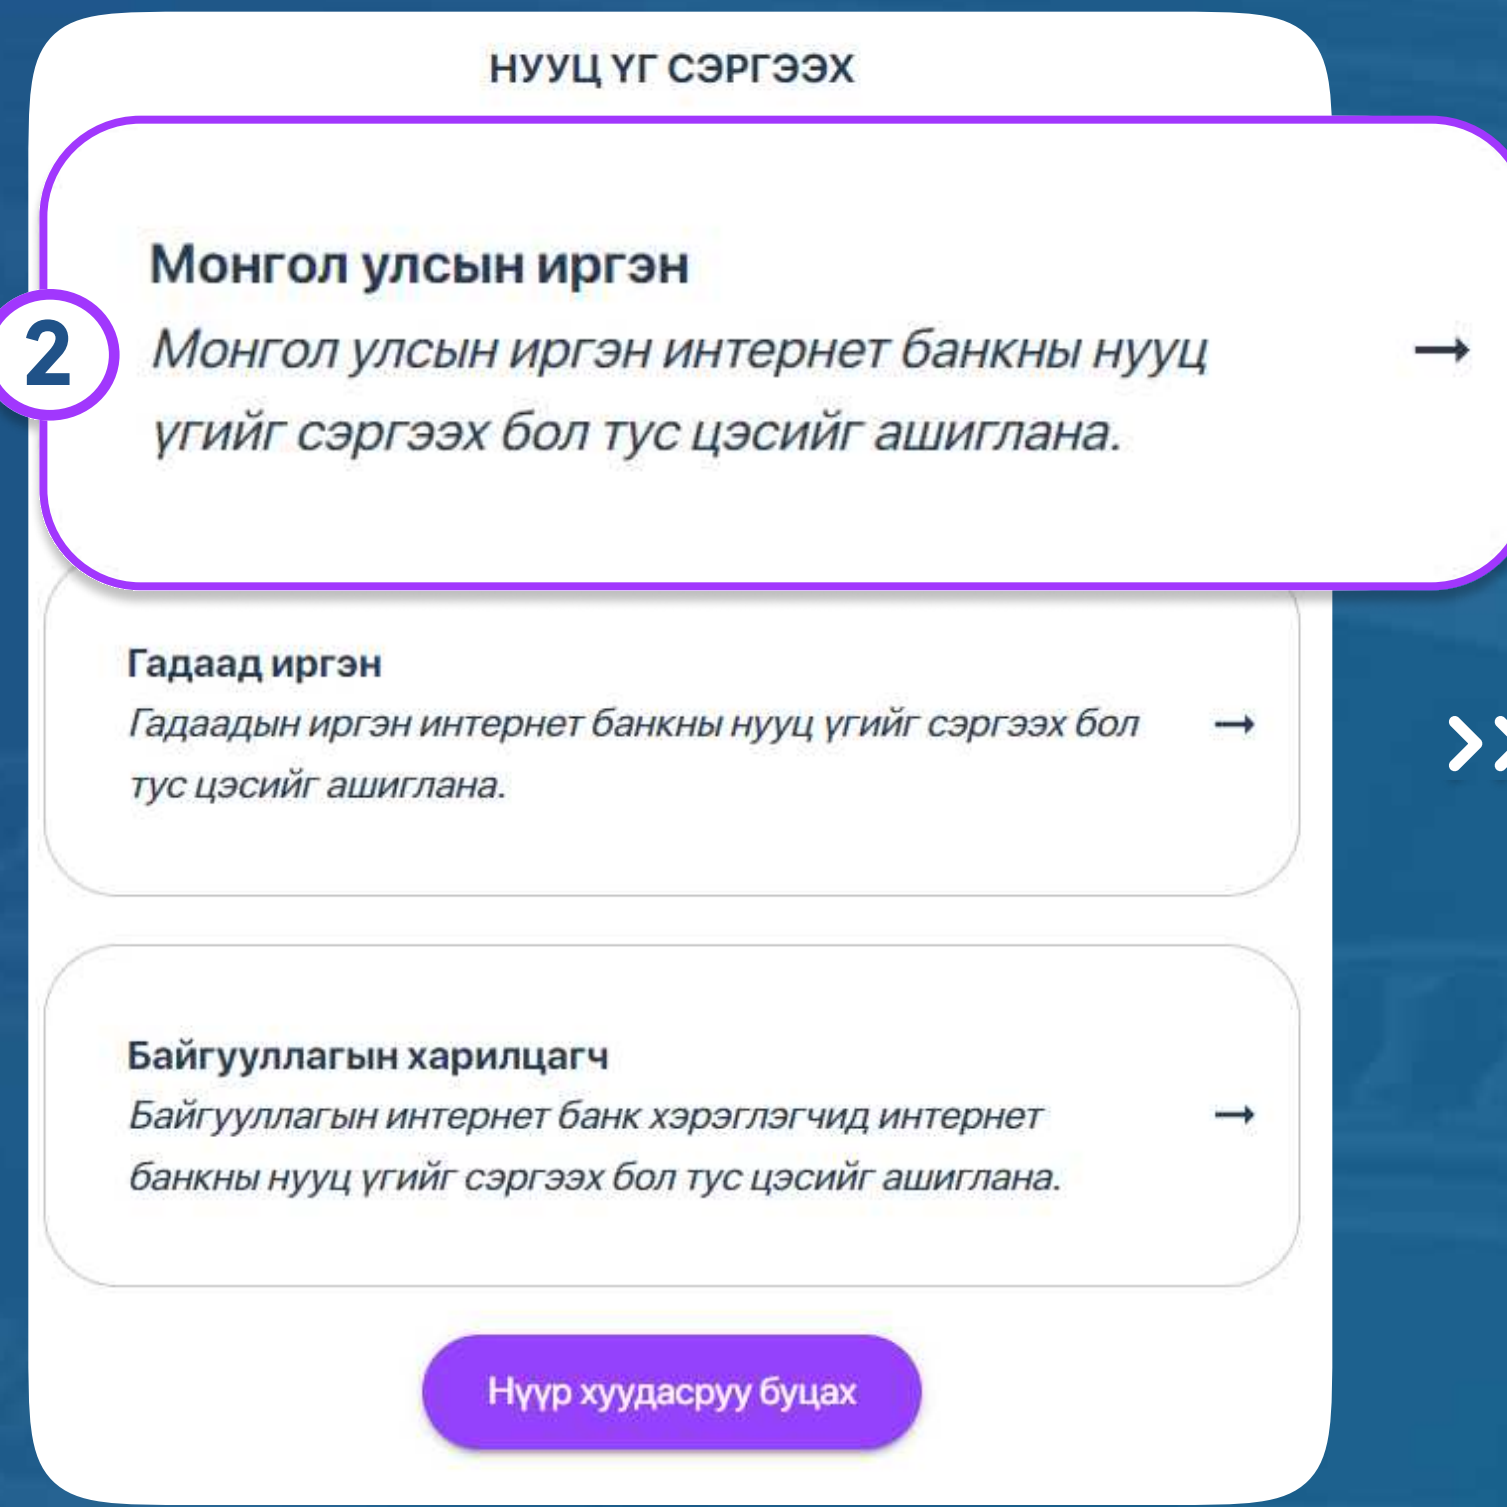 НУУЦ ҮГ СЭРГЭЭХ
2
Монгол улсын иргэн
Монгол улсын иргэн интернет банкны нууц
үгийг сэргээх бол тус цэсийг ашиглана.
Гадаад иргэн
Гадаадын иргэн интернет банкны нууц үгийг сэргээх бол
тус цэсийг ашиглана.
Байгууллагын харилцагч
Байгууллагын интернет банк хэрэглэгчид интернет
банкны нууц үгийг сэргээх бол тус цэсийг ашиглана.
Нүүр хуудасруу буцах